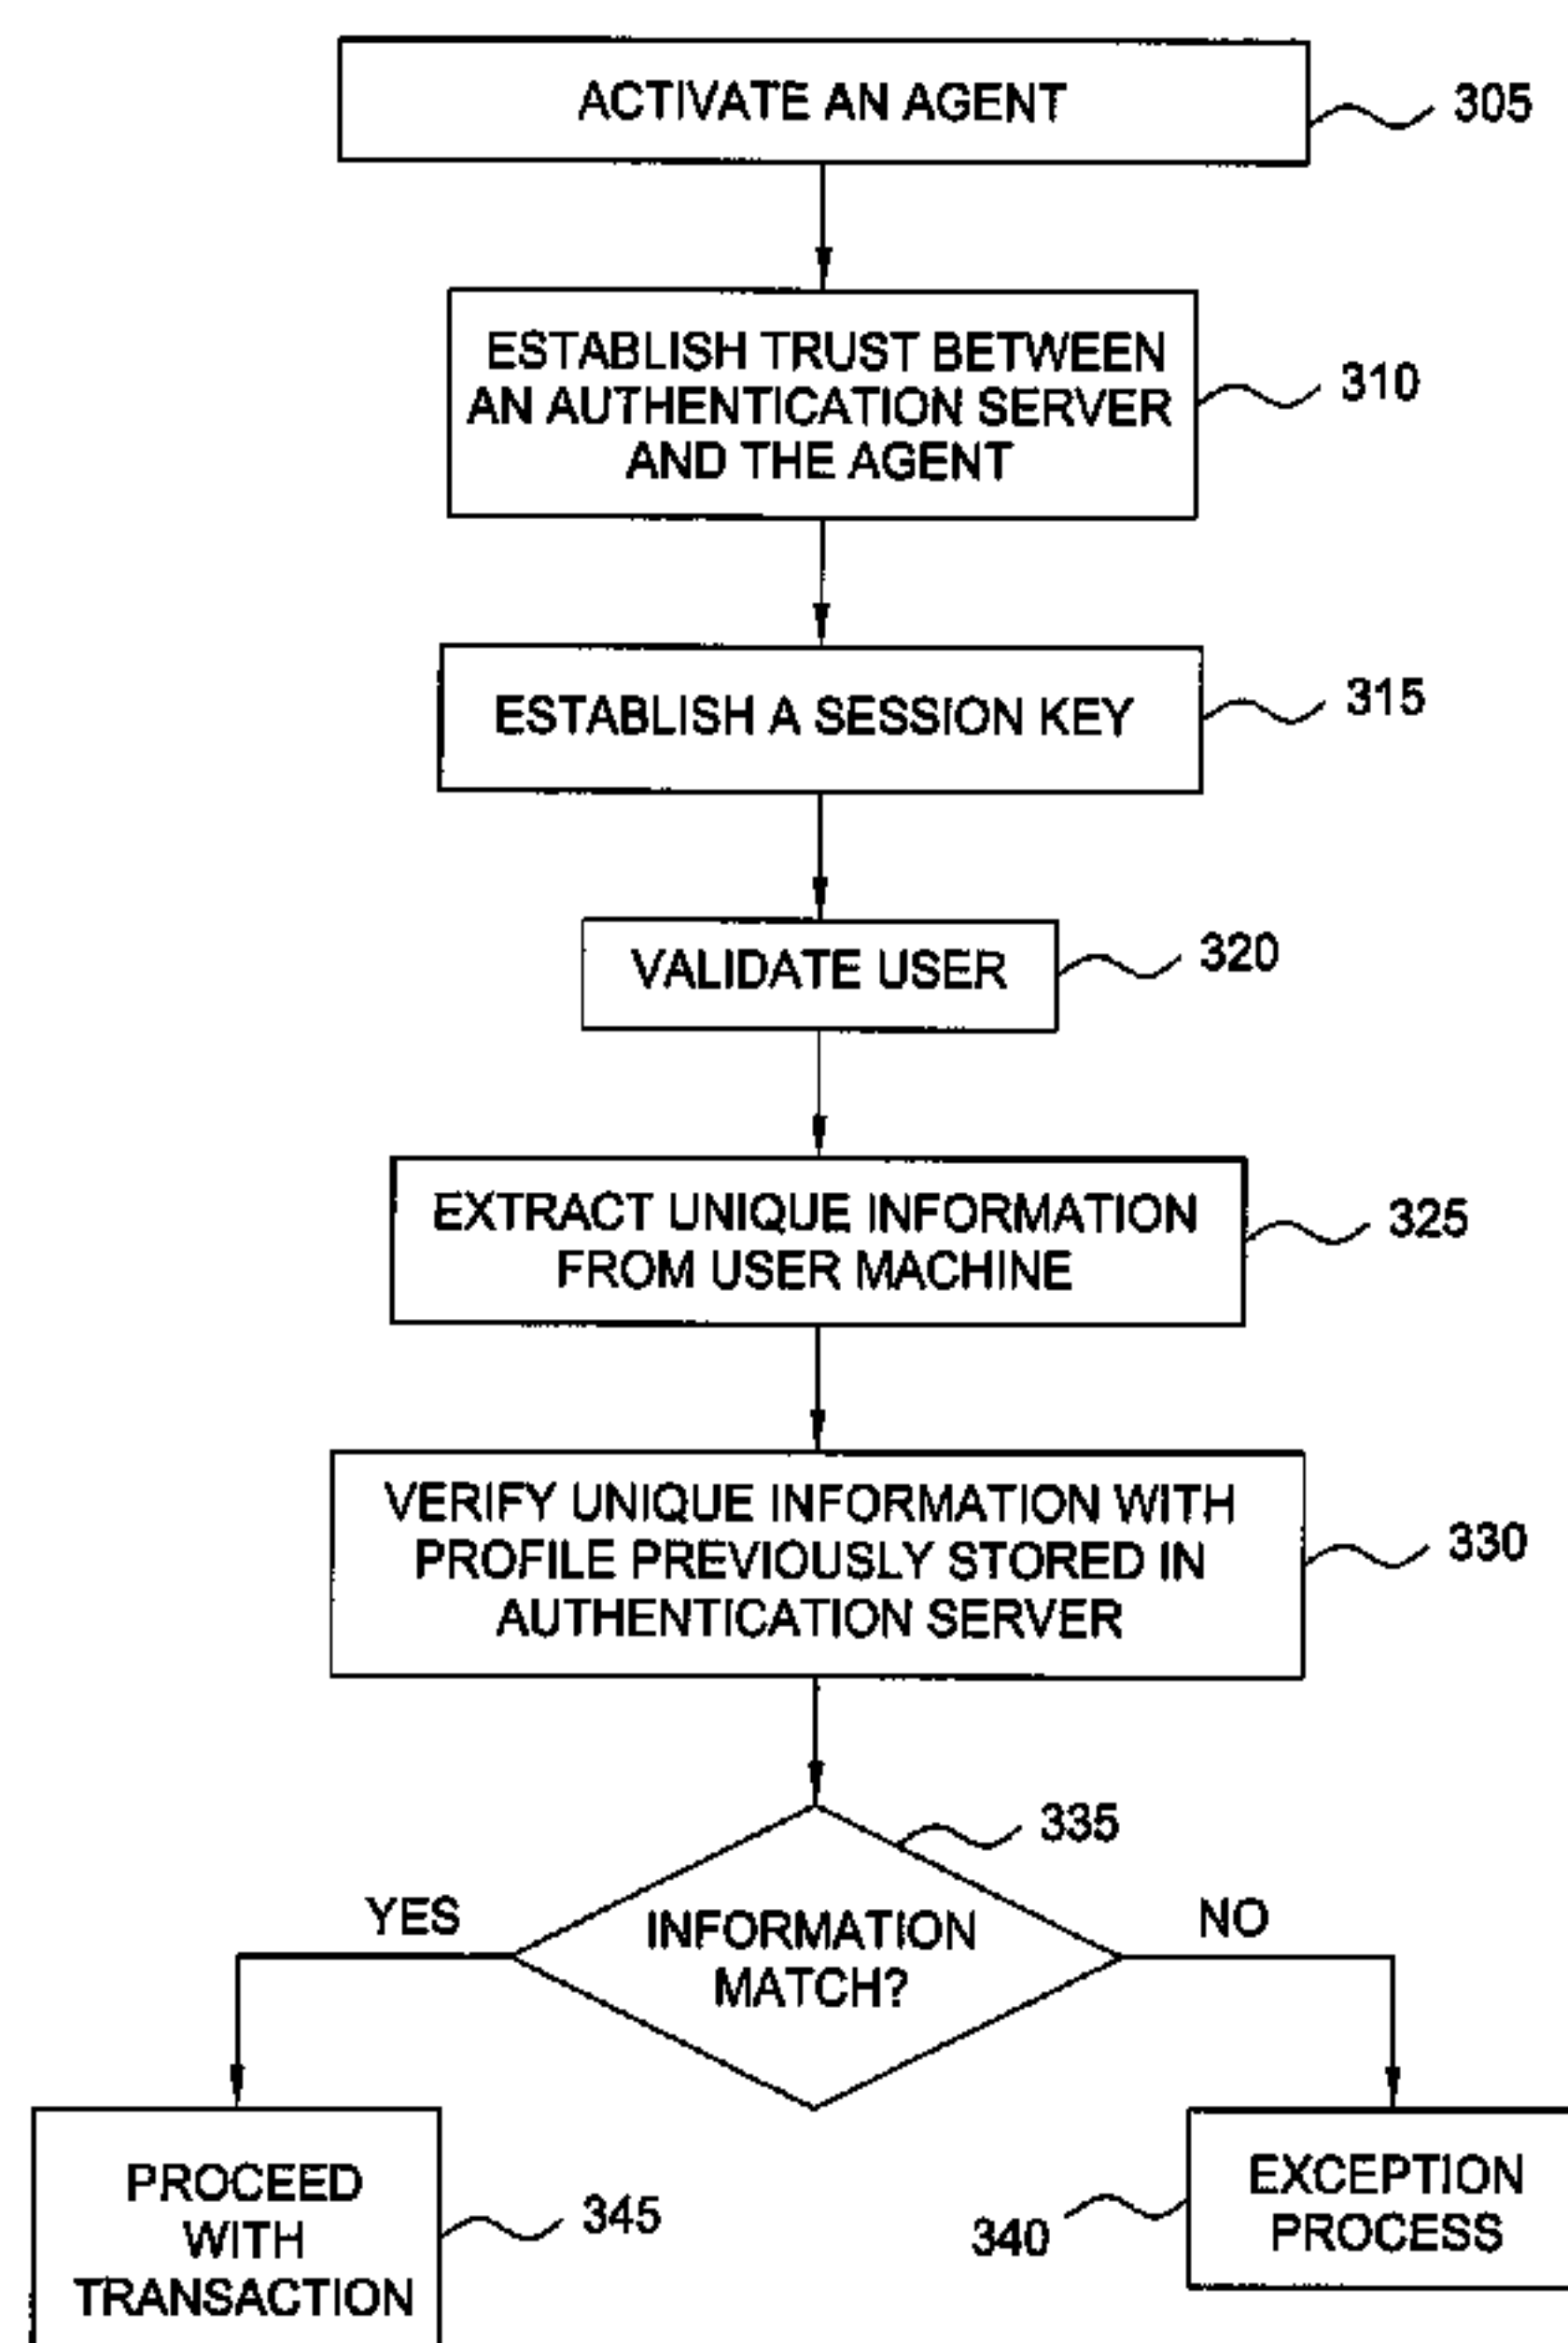 ACTIVATE AN AGENT
305
ESTABLISH TRUST BETWEEN
AN AUTHENTICATION SERVER
AND THE AGENT
310
ESTABLISH A SESSION KEY
315
VALIDATE USER
320
EXTRACT UNIQUE INFORMATION
FROM USER MACHINE
325
VERIFY UNIQUE INFORMATION WITH
PROFILE PREVIOUSLY STORED IN
AUTHENTICATION SERVER
330
335
YES
INFORMATION
MATCH?
NO
PROCEED
WITH
TRANSACTION
345
340
EXCEPTION
PROCESS